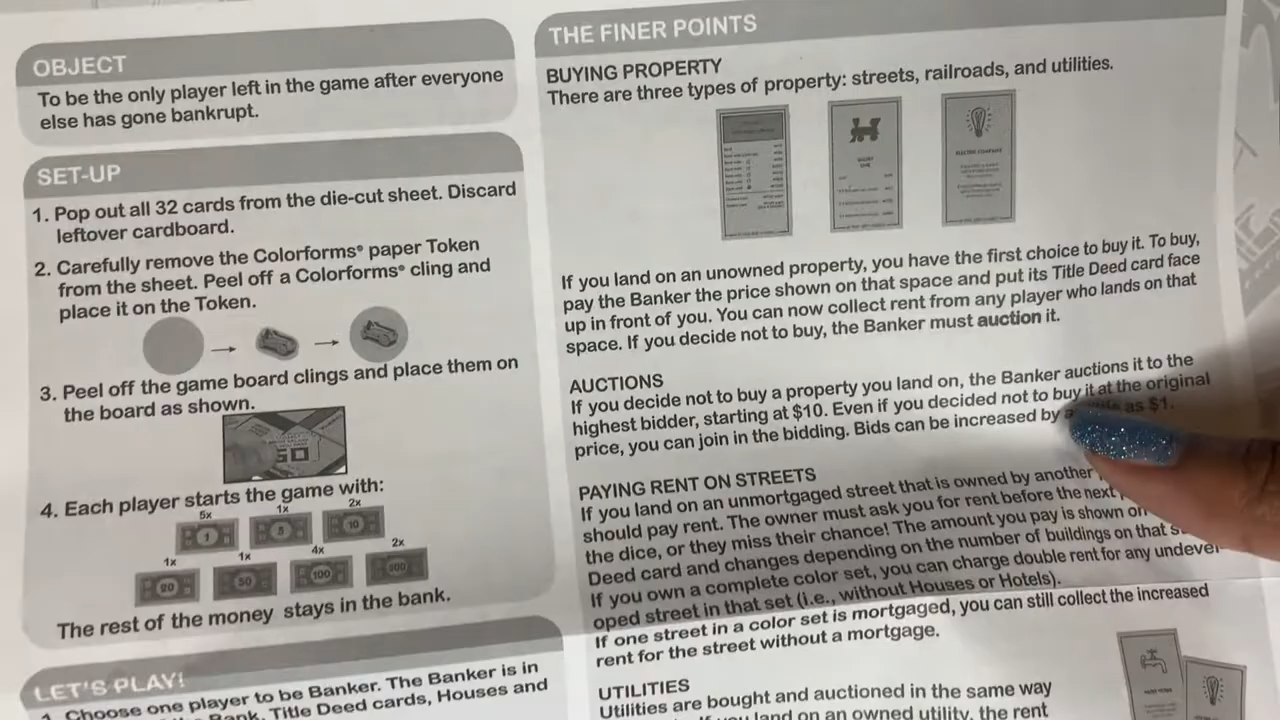 OBJECT
To be the only player left in the game after everyone
else has gone bankrupt.
SET-UP
1. Pop out all 32 cards from the die-cut sheet. Discard
leftover cardboard.
2. Carefully remove the Colorforms® paper Token
from the sheet. Peel off a Colorforms® cling and
place it on the Token.
3. Peel off the game board clings and place them on
the board as shown.
GO
4. Each player starts the game with:
5x 1x 2x
1 5 10
1x 1x 4x 2x
20 50 100 500
The rest of the money stays in the bank.
LET'S PLAY!
1. Choose one player to be Banker. The Banker is in
Bank, Title Deed cards, Houses and
THE FINER POINTS
BUYING PROPERTY
There are three types of property: streets, railroads, and utilities.
ELECTRIC COMPANY
If you land on an unowned property, you have the first choice to buy it. To buy,
pay the Banker the price shown on that space and put its Title Deed card face
up in front of you. You can now collect rent from any player who lands on that
space. If you decide not to buy, the Banker must auction it.
AUCTIONS
If you decide not to buy a property you land on, the Banker auctions it to the
highest bidder, starting at $10. Even if you decided not to buy it at the original
price, you can join in the bidding. Bids can be increased by as $1.
PAYING RENT ON STREETS
If you land on an unmortgaged street that is owned by another
should pay rent. The owner must ask you for rent before the next
the dice, or they miss their chance! The amount you pay is shown on
Deed card and changes depending on the number of buildings on that
If you own a complete color set, you can charge double rent for any undevel-
oped street in that set (i.e., without Houses or Hotels).
If one street in a color set is mortgaged, you can still collect the increased
rent for the street without a mortgage.
UTILITIES
Utilities are bought and auctioned in the same way
you land on an owned utility, the rent